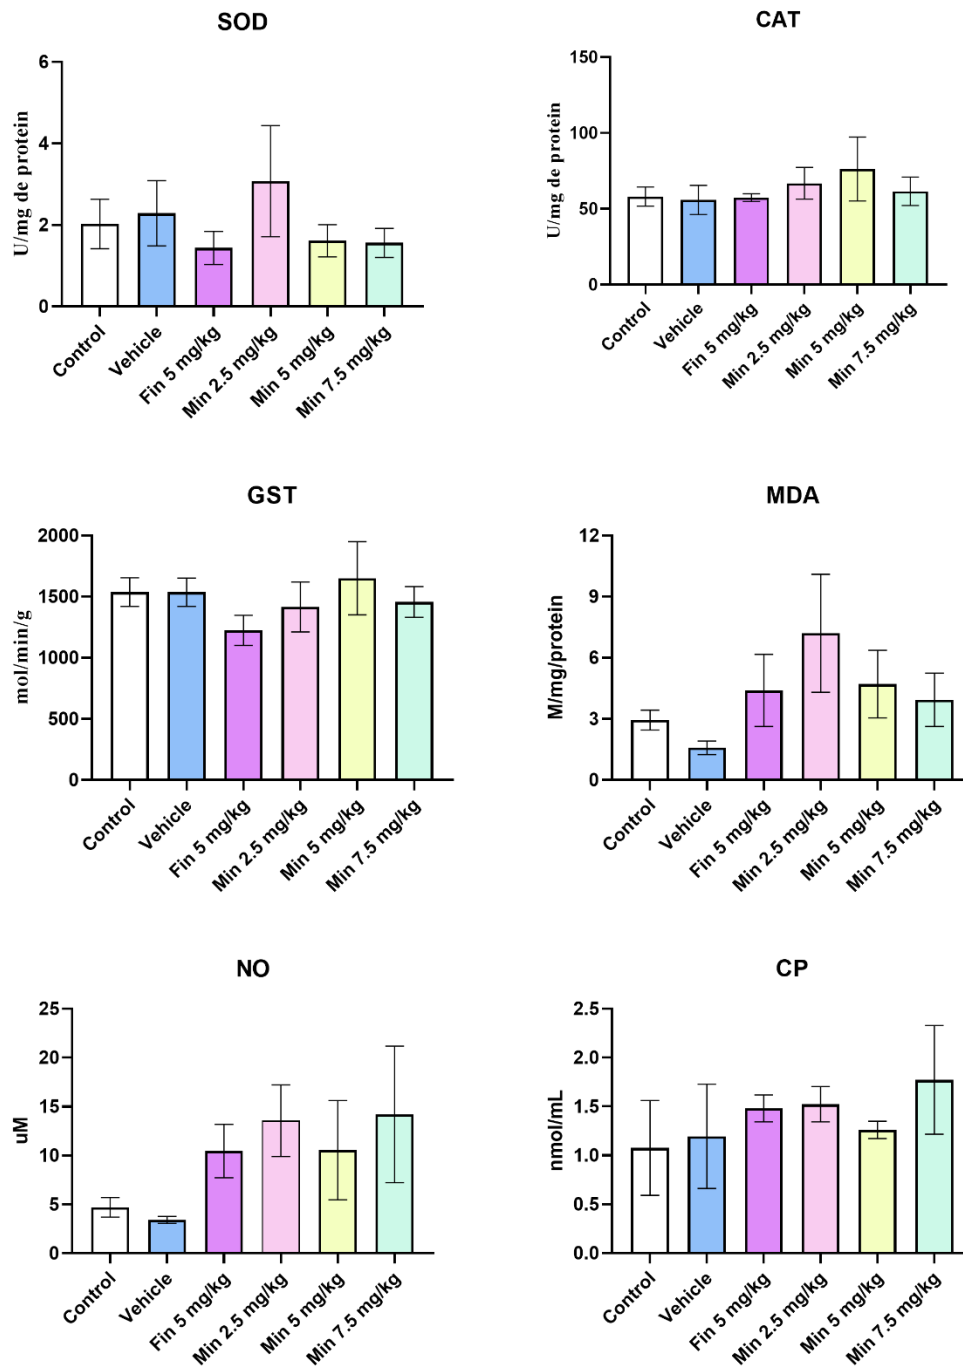 SOD
U/mg de protein
6
4
2
0
Control
Vehicle
Fin 5 mg/kg
Min 2.5 mg/kg
Min 5 mg/kg
Min 7.5 mg/kg
CAT
U/mg de protein
150
100
50
0
Control
Vehicle
Fin 5 mg/kg
Min 2.5 mg/kg
Min 5 mg/kg
Min 7.5 mg/kg
GST
mol/min/g
2000
1500
1000
500
0
Control
Vehicle
Fin 5 mg/kg
Min 2.5 mg/kg
Min 5 mg/kg
Min 7.5 mg/kg
MDA
M/mg/protein
12
9
6
3
0
Control
Vehicle
Fin 5 mg/kg
Min 2.5 mg/kg
Min 5 mg/kg
Min 7.5 mg/kg
NO
uM
25
20
15
10
5
0
Control
Vehicle
Fin 5 mg/kg
Min 2.5 mg/kg
Min 5 mg/kg
Min 7.5 mg/kg
CP
nmol/mL
2.5
2.0
1.5
1.0
0.5
0.0
Control
Vehicle
Fin 5 mg/kg
Min 2.5 mg/kg
Min 5 mg/kg
Min 7.5 mg/kg